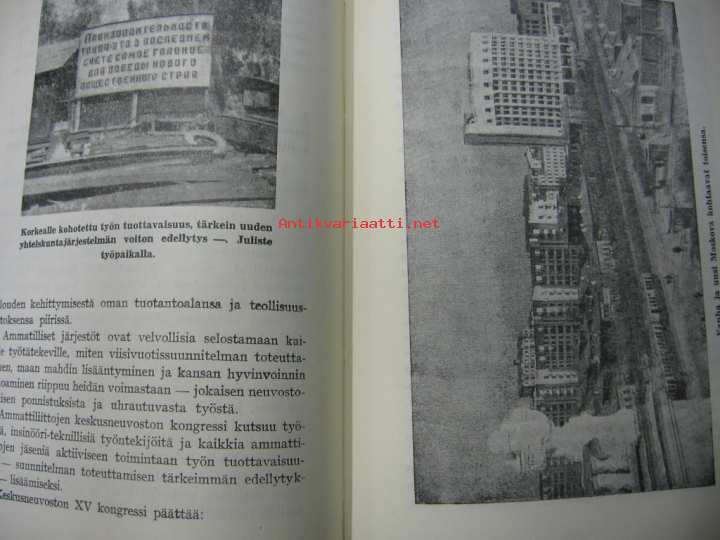 ПРОИЗВОДИТЕЛЬНОСТЬ
ТРУДА-ЭТО В ПОСЛЕДНЕМ
СЧЕТЕ САМОЕ ГЛАВНОЕ
ДЛЯ ПОБЕДЫ НОВОГО
ОБЩЕСТВЕННОГО СТРОЯ
Korkealle kohotettu työn tuottavaisuus, tärkein uuden
yhteiskuntajärjestelmän voiton edellytys —. Juliste
työpaikalla.
louden kehittymisestä oman tuotantoalansa ja teollisuus-
toksensa piirissä.
Ammatilliset järjestöt ovat velvollisia selostamaan kai-
le työtätekeville, miten viisivuotissuunnitelman toteutta-
nen, maan mahdin lisääntyminen ja kansan hyvinvoinnin
oaminen riippuu heidän voimastaan — jokaisen neuvosto-
isen ponnistuksista ja uhrautuvasta työstä.
Ammattiliittojen keskusneuvoston kongressi kutsuu työ-
ä, insinööri-teknillisiä työntekijöitä ja kaikkia ammatti-
ojen jäseniä aktiiviseen toimintaan työn tuottavaisuu-
— suunnitelman toteuttamisen tärkeimmän edellytyk-
— lisäämiseksi.
Keskusneuvoston XV kongressi päättää:
ja uusi Moskova kohtaavat toisensa.
Antikvariaatti.net